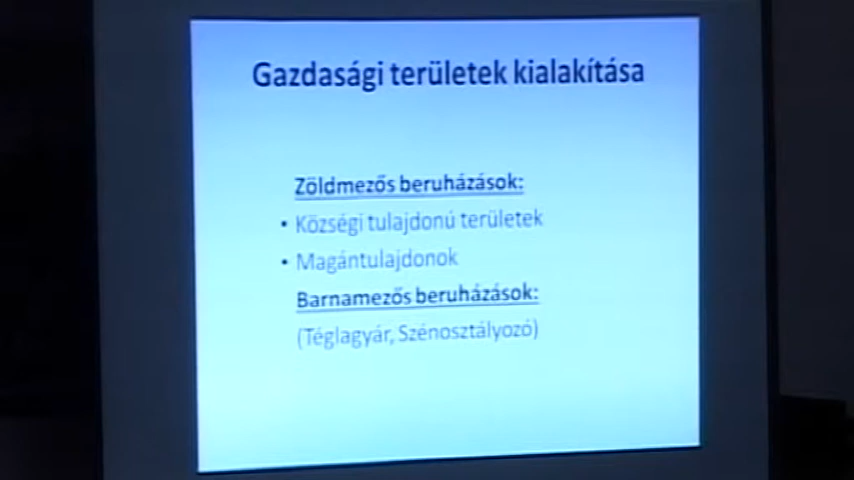 Gazdasági területek kialakítása
Zöldmezős beruházások:
• Községi tulajdonú területek
• Magántulajdonok
Barnamezős beruházások:
(Téglagyár, Szénosztályozó)